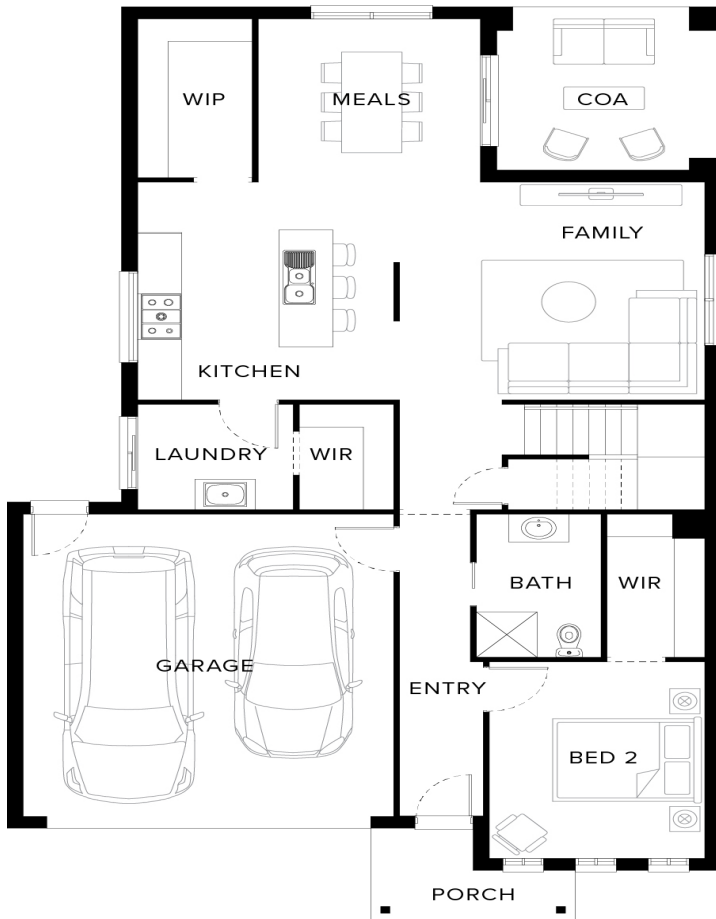 WIP
MEALS
COA
FAMILY
KITCHEN
LAUNDRY
WIR
BATH
WIR
GARAGE
ENTRY
BED 2
PORCH